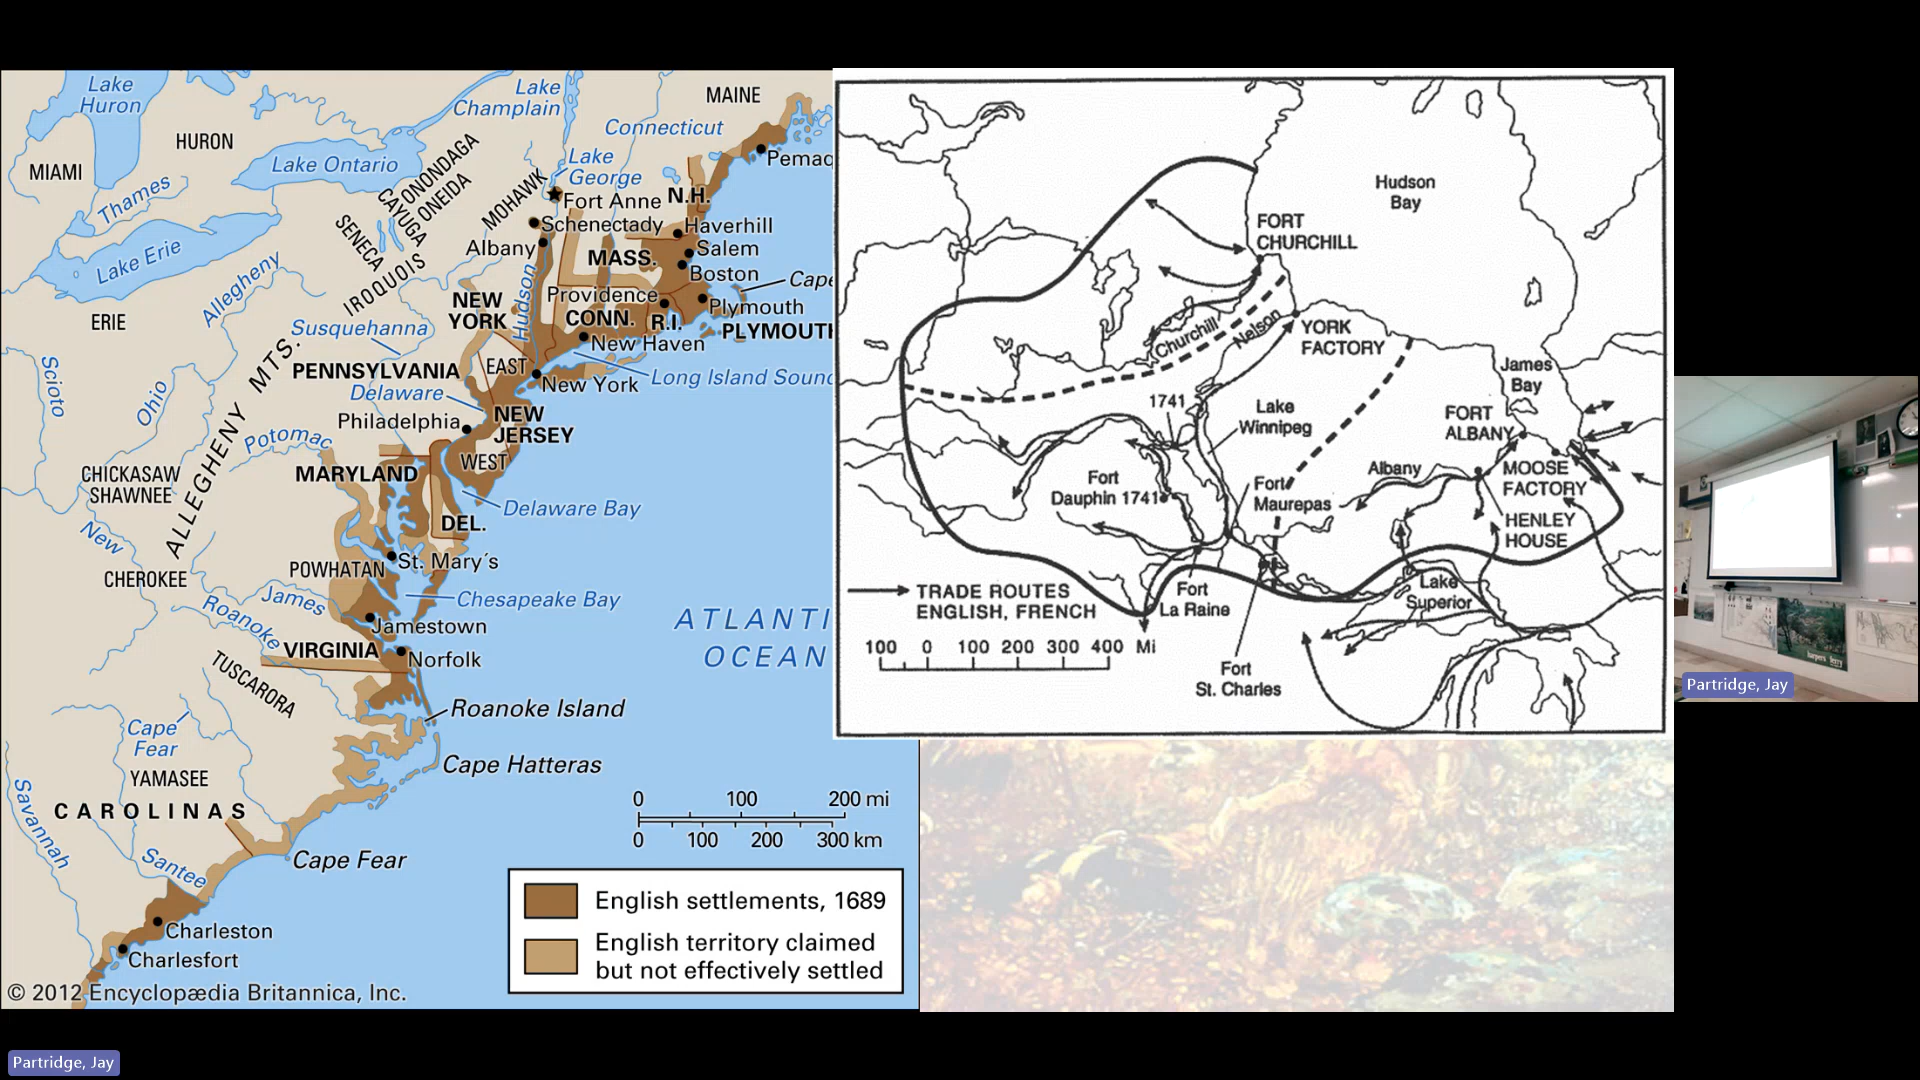 Lake
Huron
HURON
MIAMI
Thames
Lake Ontario
Lake Erie
ERIE
Allegheny
Scioto
Ohio
ALLEGHENY MTS.
Susquehanna
PENNSYLVANIA
Delaware
Philadelphia
Potomac
MARYLAND
CHICKASAW
SHAWNEE
New
CHEROKEE
POWHATAN
James
Roanoke
Jamestown
VIRGINIA
Norfolk
TUSCARORA
Roanoke Island
Cape
Fear
Cape Hatteras
YAMASEE
CAROLINAS
Savannah
Santee
Cape Fear
Charleston
Charlesfort
© 2012 Encyclopædia Britannica, Inc.
Lake
Champlain
MAINE
Connecticut
Lake
George
ONONDAGA
ONEIDA
CAYUGA
SENECA
IROQUOIS
MOHAWK
Fort Anne
N.H.
Pemaq
Schenectady
Haverhill
Albany
Salem
MASS.
Boston
Cape
Hudson
Providence
Plymouth
NEW
YORK
CONN.
R.I.
PLYMOUTH
New Haven
EAST
New York
Long Island Soun
NEW
JERSEY
WEST
DEL.
Delaware Bay
St. Mary's
Chesapeake Bay
ATLANTI
OCEAN
0 100 200 mi
0 100 200 300 km
English settlements, 1689
English territory claimed
but not effectively settled
Hudson
Bay
FORT
CHURCHILL
Churchill
Nelson
YORK
FACTORY
James
Bay
1741
Lake
Winnipeg
FORT
ALBANY
Albany
MOOSE
FACTORY
Fort
Dauphin 1741
Fort
Maurepas
HENLEY
HOUSE
TRADE ROUTES
ENGLISH, FRENCH
Fort
La Raine
Lake
Superior
100 0 100 200 300 400 Mi
Fort
St. Charles
harpers ferry
Partridge, Jay
Partridge, Jay